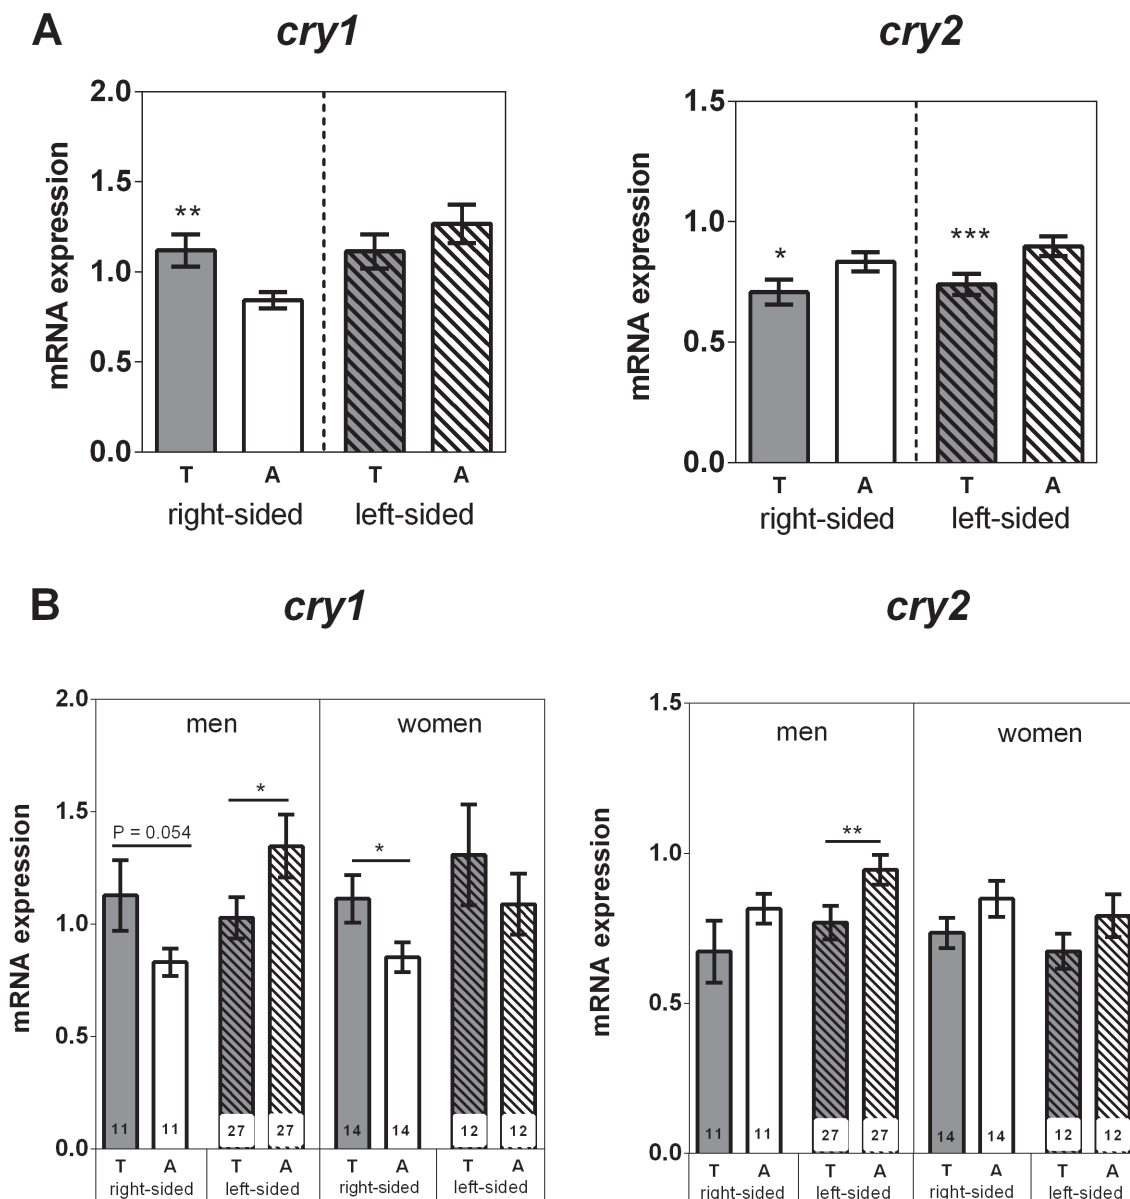 A
cry1
cry2
mRNA expression
2.0
1.5
1.0
0.5
0.0
**
T A T A
right-sided left-sided
mRNA expression
1.5
1.0
0.5
0.0
*
***
T A T A
right-sided left-sided
B
cry1
cry2
mRNA expression
2.0
1.5
1.0
0.5
0.0
men women
P = 0.054
*
*
11 11 27 27 14 14 12 12
T A T A T A T A
right-sided left-sided right-sided left-sided
mRNA expression
1.5
1.0
0.5
0.0
men women
**
11 11 27 27 14 14 12 12
T A T A T A T A
right-sided left-sided right-sided left-sided